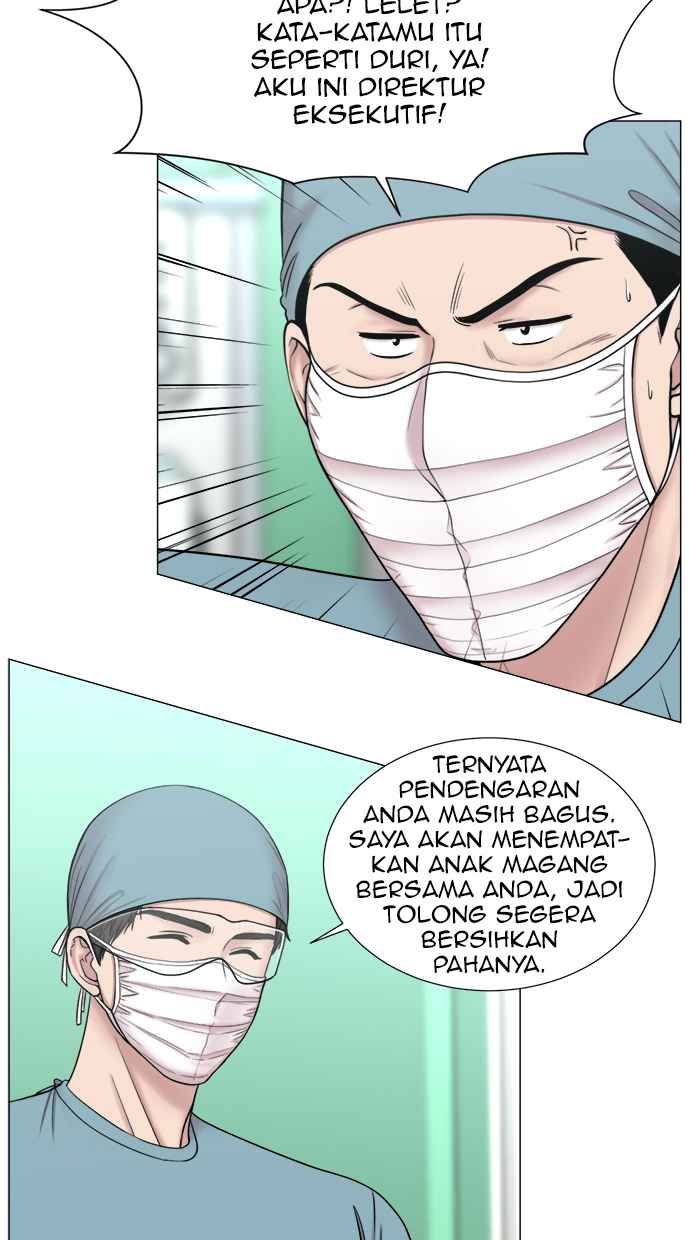 APA?! LELET?
KATA-KATAMU ITU
SEPERTI DURI, YA!
AKU INI DIREKTUR
EKSEKUTIF!
TERNYATA
PENDENGARAN
ANDA MASIH BAGUS.
SAYA AKAN MENEMPAT-
KAN ANAK MAGANG
BERSAMA ANDA, JADI
TOLONG SEGERA
BERSIHKAN
PAHANYA.